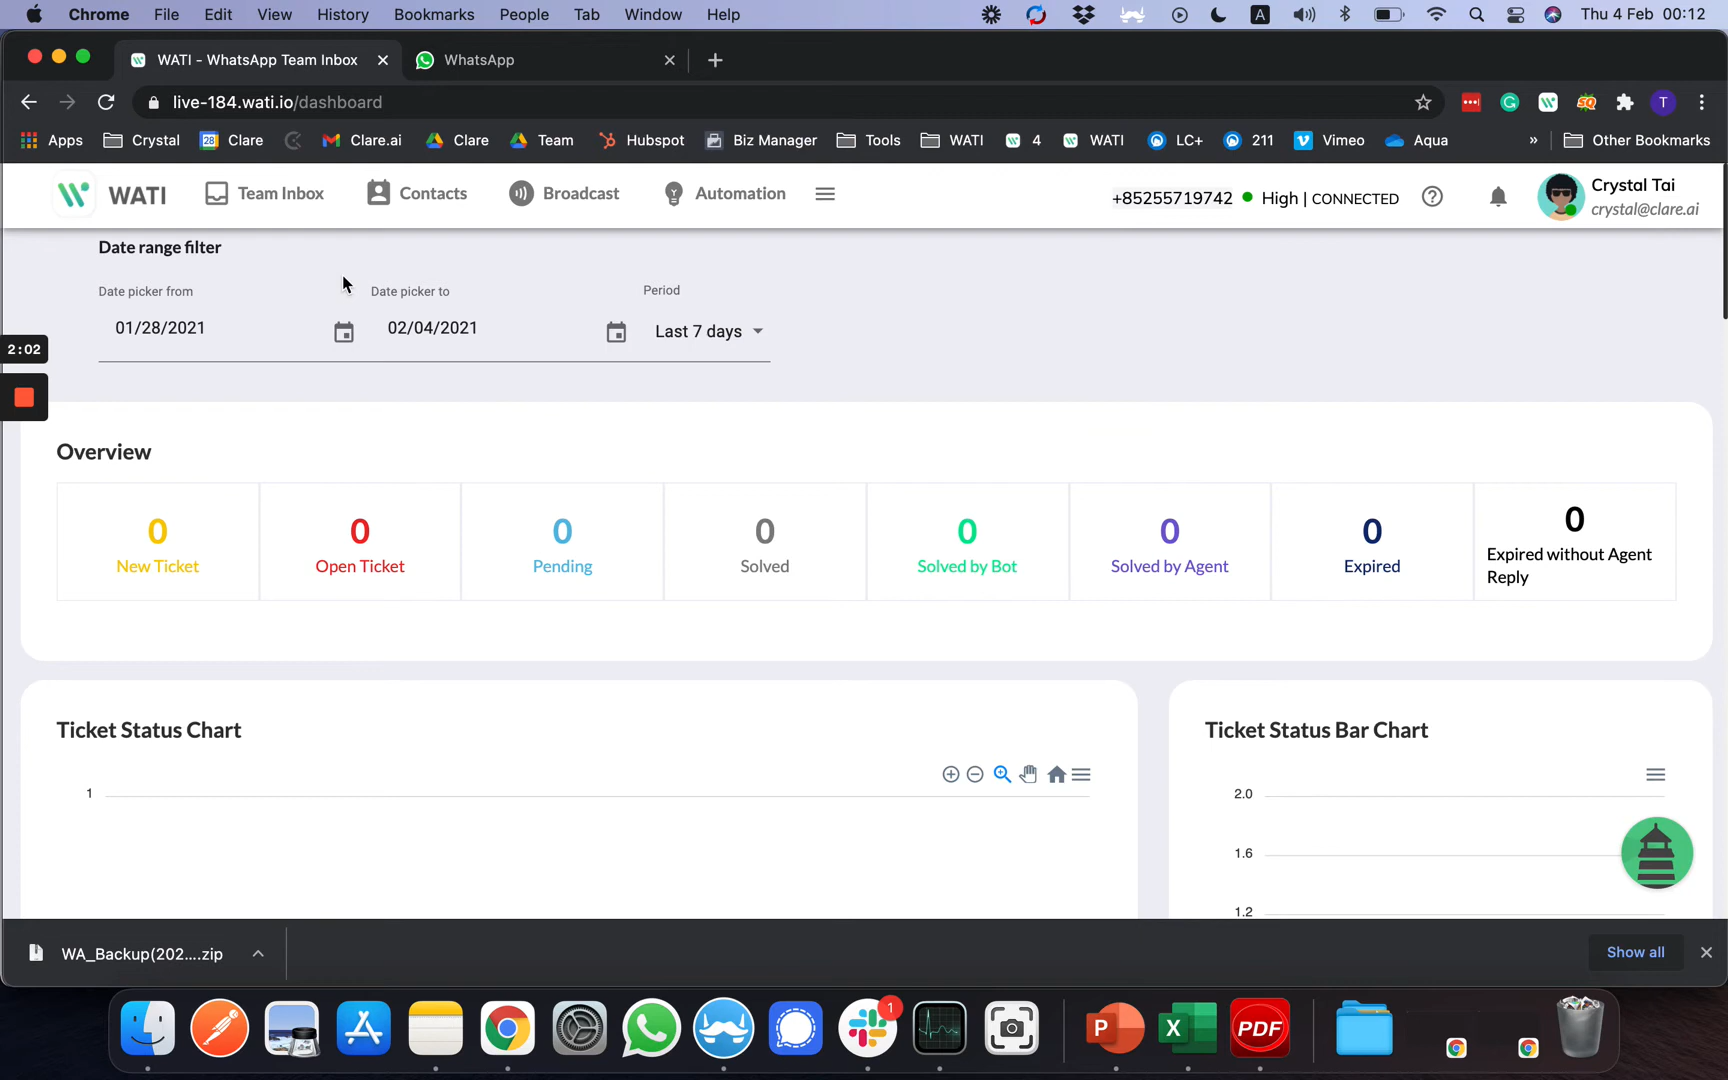 Chrome File Edit View History Bookmarks People Tab Window Help A Thu 4 Feb 00:12
WATI - WhatsApp Team Inbox WhatsApp
live-184.wati.io/dashboard T
Apps Crystal 28 Clare Clare.ai Clare Team Hubspot Biz Manager Tools WATI 4 WATI LC+ 211 Vimeo Aqua » Other Bookmarks
WATI Team Inbox Contacts Broadcast Automation +85255719742 High | CONNECTED Crystal Tai
crystal@clare.ai
Date range filter
Date picker from Date picker to Period
01/28/2021 02/04/2021 Last 7 days
2:02
Overview
0 0 0 0 0 0 0 0
New Ticket Open Ticket Pending Solved Solved by Bot Solved by Agent Expired Expired without Agent
Reply
Ticket Status Chart Ticket Status Bar Chart
1 2.0
1.6
1.2
WA_Backup(202....zip Show all
1
P X PDF